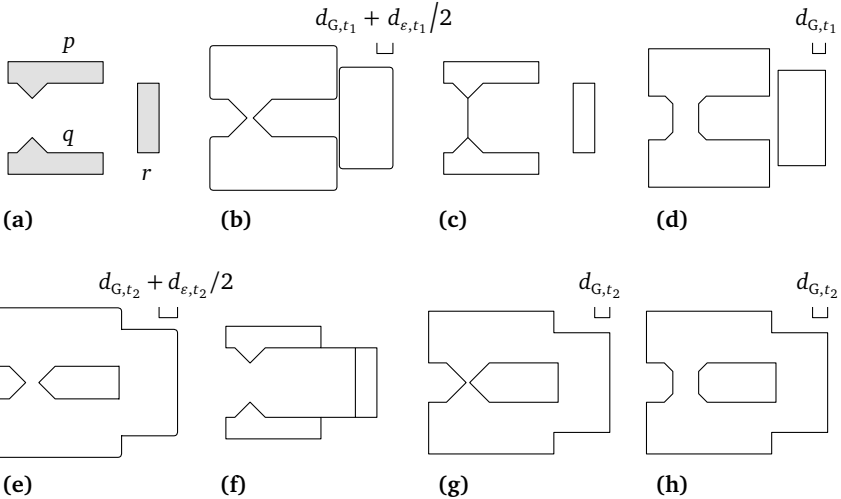 d_{G,t_1} + d_{ε,t_1}/2
d_{G,t_1}
p
q
r
(a)
(b)
(c)
(d)
d_{G,t_2} + d_{ε,t_2}/2
d_{G,t_2}
d_{G,t_2}
(e)
(f)
(g)
(h)